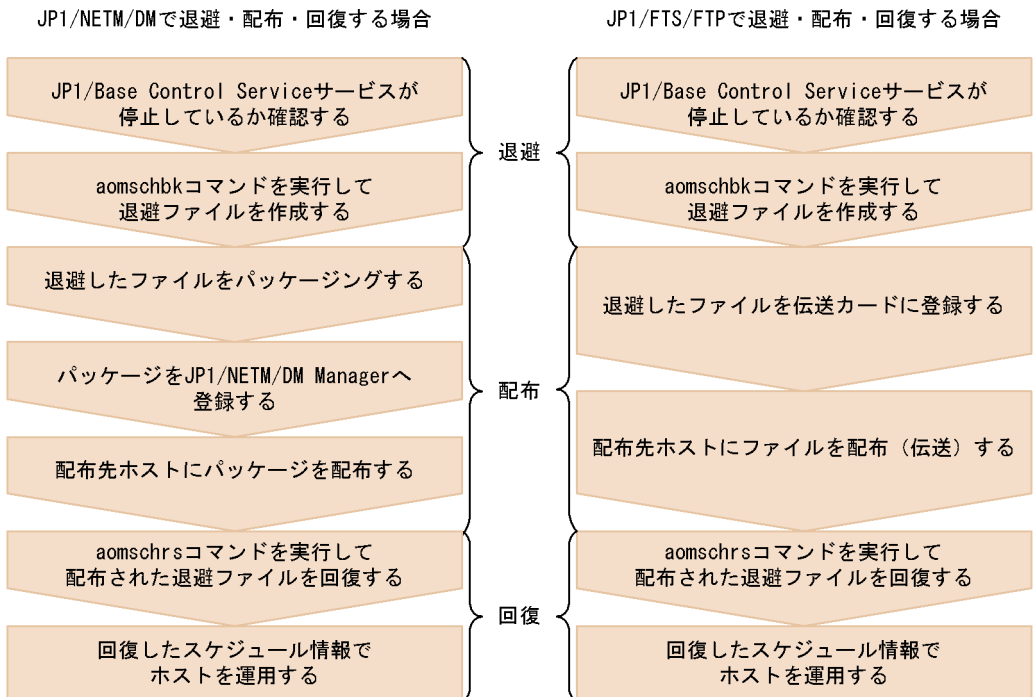 JP1/NETM/DMで退避・配布・回復する場合
JP1/Base Control Serviceサービスが
停止しているか確認する
aomschbkコマンドを実行して
退避ファイルを作成する
退避したファイルをパッケージングする
パッケージをJP1/NETM/DM Managerへ
登録する
配布先ホストにパッケージを配布する
aomschrsコマンドを実行して
配布された退避ファイルを回復する
回復したスケジュール情報で
ホストを運用する
退避
配布
回復
JP1/FTS/FTPで退避・配布・回復する場合
JP1/Base Control Serviceサービスが
停止しているか確認する
aomschbkコマンドを実行して
退避ファイルを作成する
退避したファイルを伝送カードに登録する
配布先ホストにファイルを配布（伝送）する
aomschrsコマンドを実行して
配布された退避ファイルを回復する
回復したスケジュール情報で
ホストを運用する